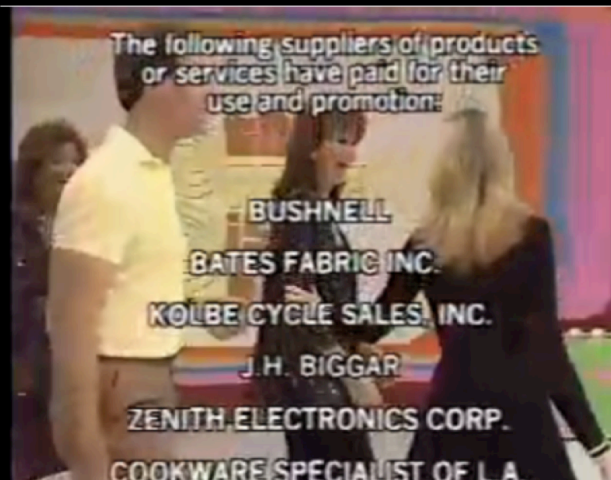 The following suppliers of products
or services have paid for their
use and promotion:
BUSHNELL
BATES FABRIC INC.
KOLBE CYCLE SALES, INC.
J.H. BIGGAR
ZENITH ELECTRONICS CORP.
COOKWARE SPECIALIST OF L.A.